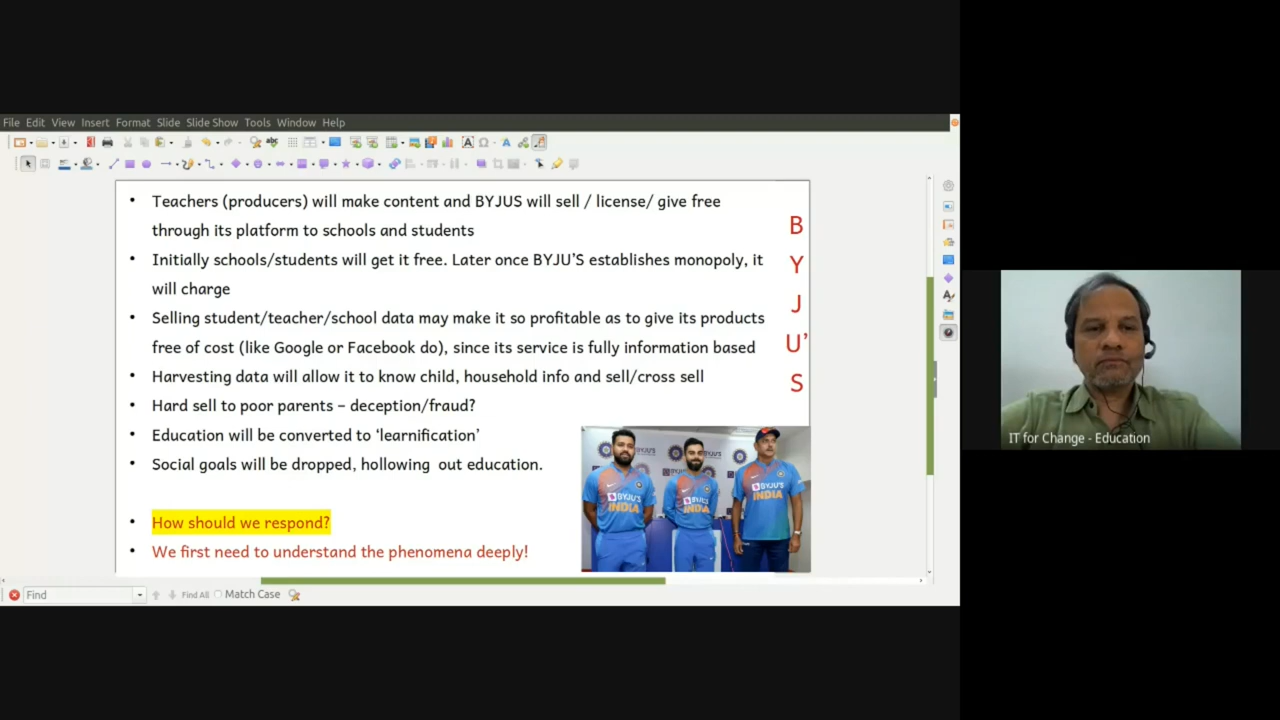 File Edit View Insert Format Slide Slide Show Tools Window Help
• Teachers (producers) will make content and BYJUS will sell / license/ give free
through its platform to schools and students
• Initially schools/students will get it free. Later once BYJU’S establishes monopoly, it
will charge
• Selling student/teacher/school data may make it so profitable as to give its products
free of cost (like Google or Facebook do), since its service is fully information based
• Harvesting data will allow it to know child, household info and sell/cross sell
• Hard sell to poor parents – deception/fraud?
• Education will be converted to ‘learnification’
• Social goals will be dropped, hollowing out education.
• How should we respond?
• We first need to understand the phenomena deeply!
B
Y
J
U’
S
BYJU'S
INDIA
BYJU'S
INDIA
BYJU'S
INDIA
Find
Find All
Match Case
IT for Change - Education